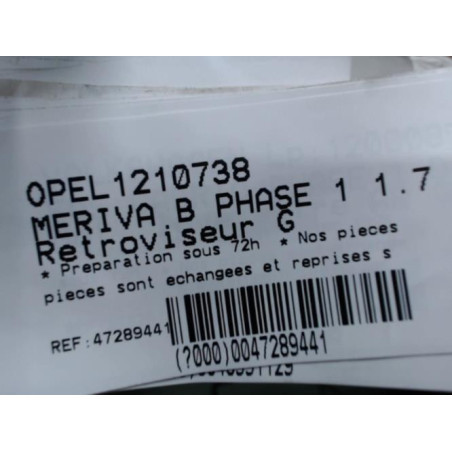 OPEL1210738
MERIVA B PHASE 1 1.7
Retroviseur G
* Preparation sous 72h * Nos pieces
pieces sont echangees et reprises s
REF:47289441
(?000)0047289441